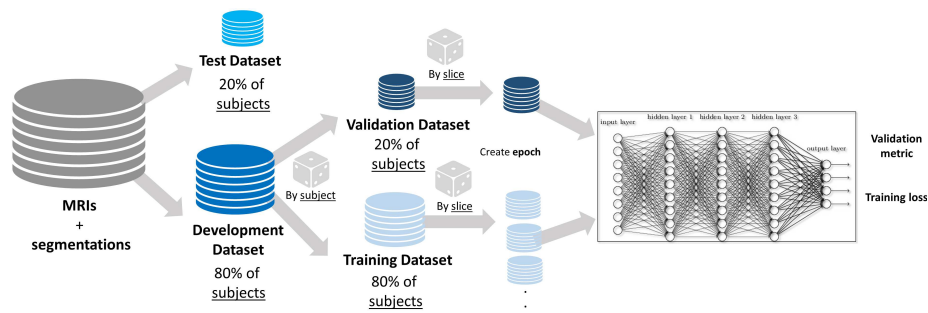 Test Dataset
20% of
subjects
MRIs
+
segmentations
Development
Dataset
80% of
subjects
By subject
Validation Dataset
20% of
subjects
Training Dataset
80% of
subjects
By slice
By slice
Create epoch
.
.
input layer
hidden layer 1
hidden layer 2
hidden layer 3
output layer
Validation
metric
Training loss